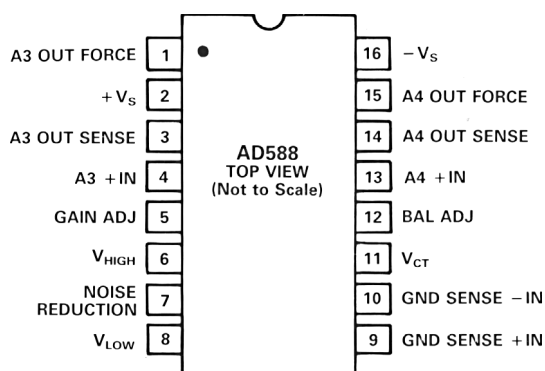 A3 OUT FORCE 1
+VS 2
A3 OUT SENSE 3
A3 +IN 4
GAIN ADJ 5
VHIGH 6
NOISE
REDUCTION 7
VLOW 8
AD588
TOP VIEW
(Not to Scale)
16 −VS
15 A4 OUT FORCE
14 A4 OUT SENSE
13 A4 +IN
12 BAL ADJ
11 VCT
10 GND SENSE −IN
9 GND SENSE +IN